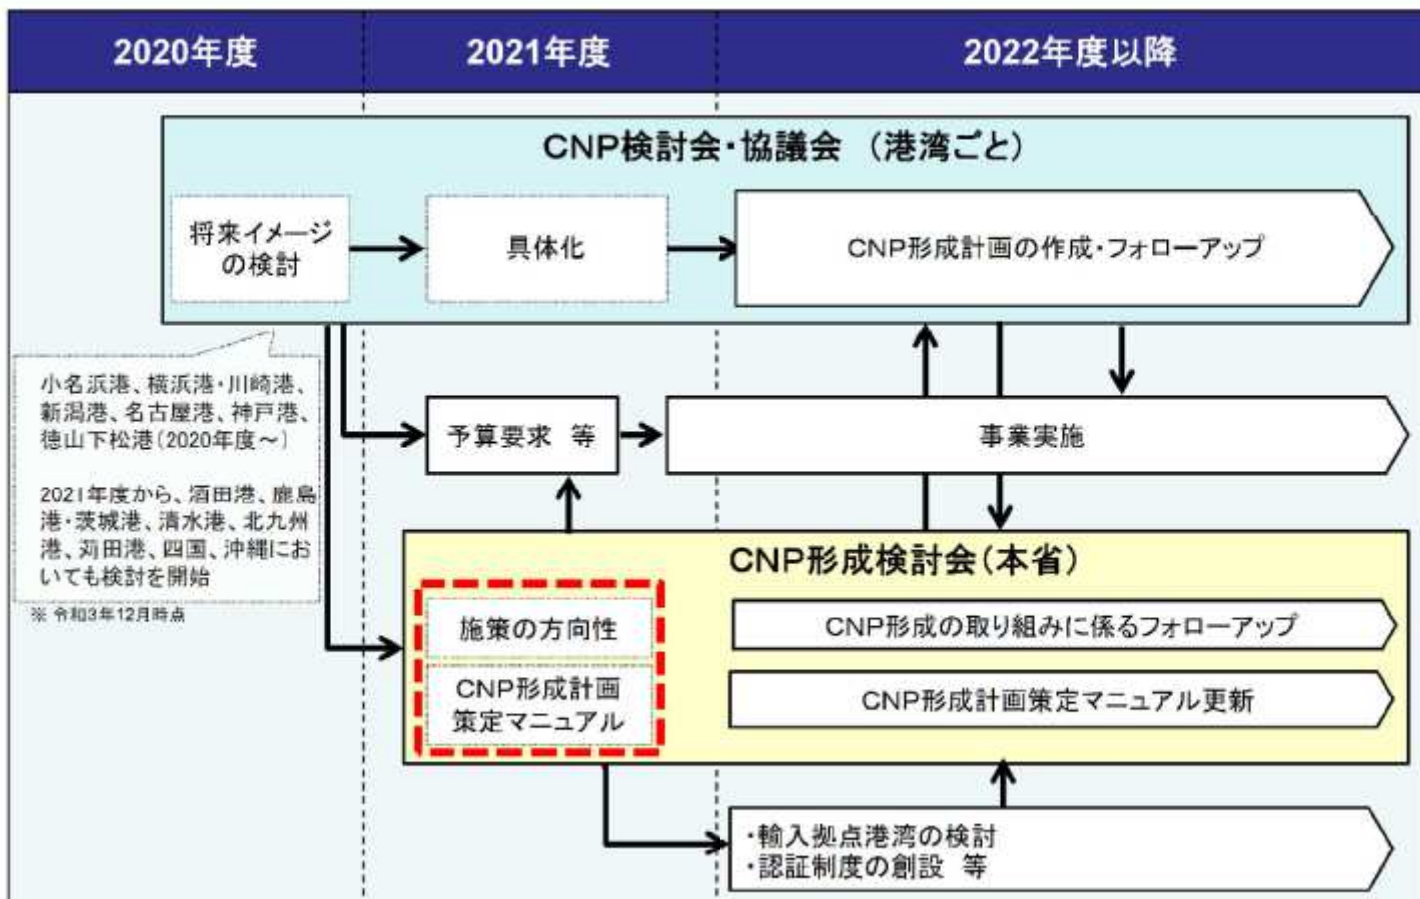 2020年度
2021年度
2022年度以降
CNP検討会・協議会 (港湾ごと)
将来イメージ
の検討
具体化
CNP形成計画の作成・フォローアップ
小名浜港、横浜港・川崎港、
新潟港、名古屋港、神戸港、
徳山下松港(2020年度~)
2021年度から、酒田港、鹿島
港・茨城港、清水港、北九州
港、苅田港、四国、沖縄にお
いても検討を開始
※ 令和3年12月時点
予算要求 等
事業実施
CNP形成検討会(本省)
施策の方向性
CNP形成計画
策定マニュアル
CNP形成の取り組みに係るフォローアップ
CNP形成計画策定マニュアル更新
・輸入拠点港湾の検討
・認証制度の創設 等